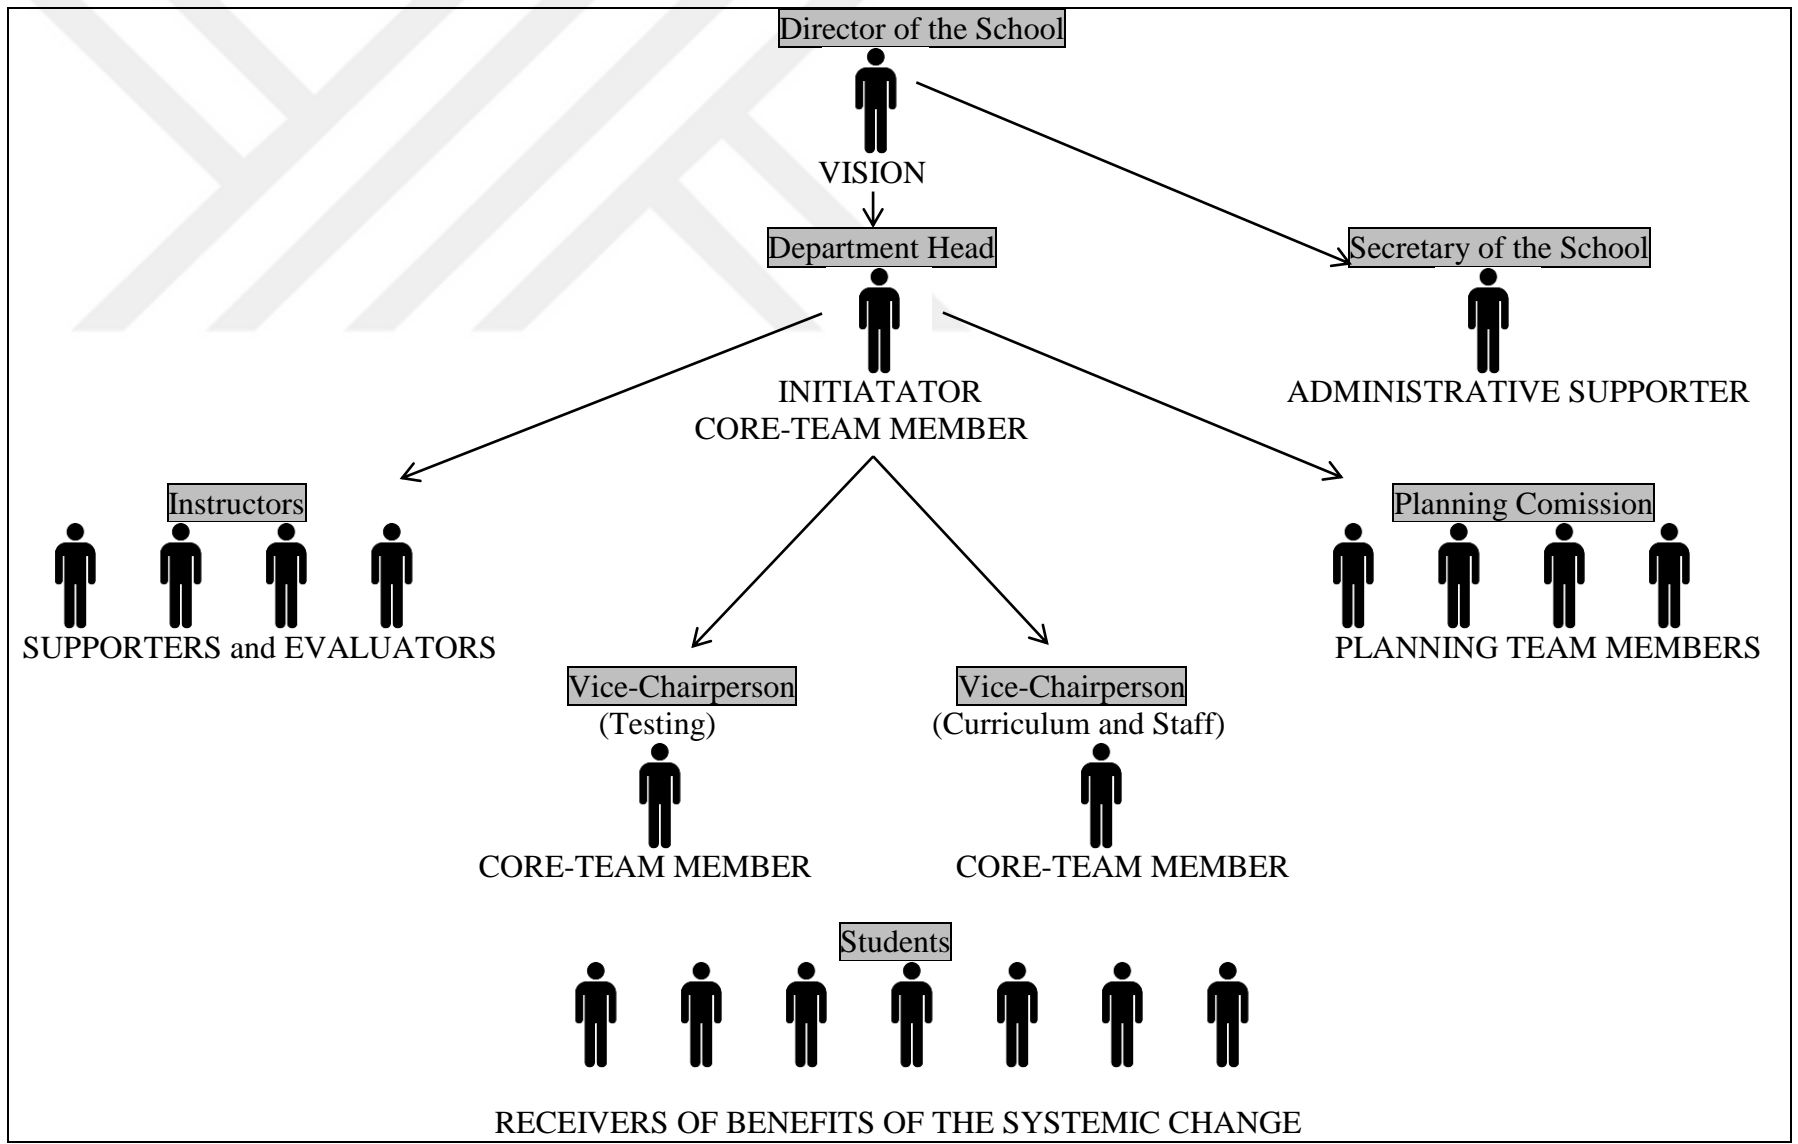 Director of the School
VISION
Department Head
Secretary of the School
INITIATATOR
CORE-TEAM MEMBER
ADMINISTRATIVE SUPPORTER
Instructors
SUPPORTERS and EVALUATORS
Planning Comission
PLANNING TEAM MEMBERS
Vice-Chairperson
(Testing)
CORE-TEAM MEMBER
Vice-Chairperson
(Curriculum and Staff)
CORE-TEAM MEMBER
Students
RECEIVERS OF BENEFITS OF THE SYSTEMIC CHANGE